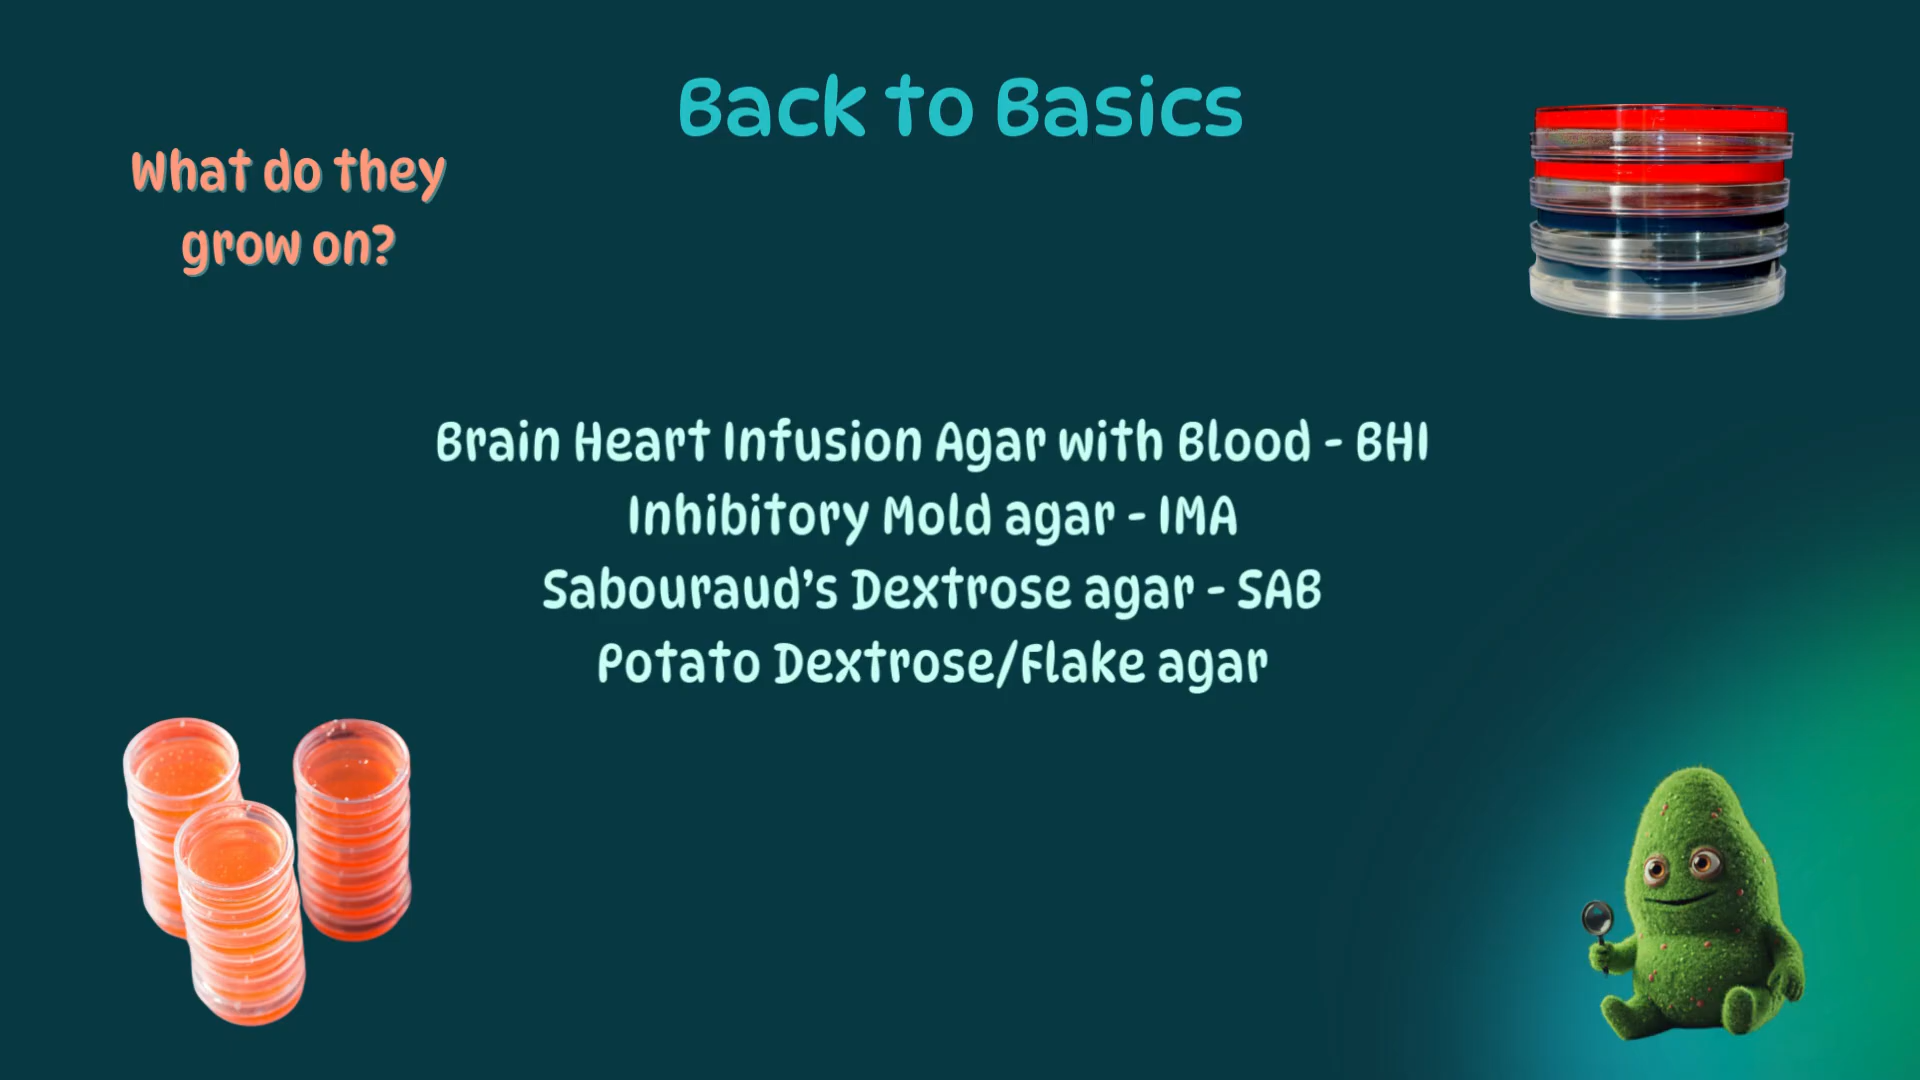 Back to Basics
What do they
grow on?
Brain Heart Infusion Agar with Blood - BHI
Inhibitory Mold agar - IMA
Sabouraud’s Dextrose agar - SAB
Potato Dextrose/Flake agar